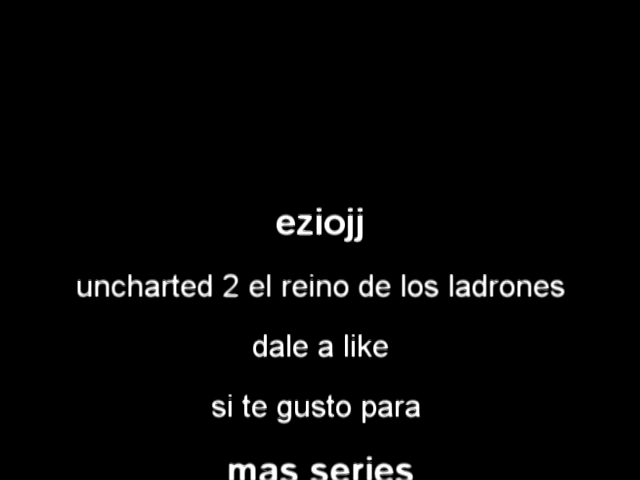 eziojj
uncharted 2 el reino de los ladrones
dale a like
si te gusto para
mas series